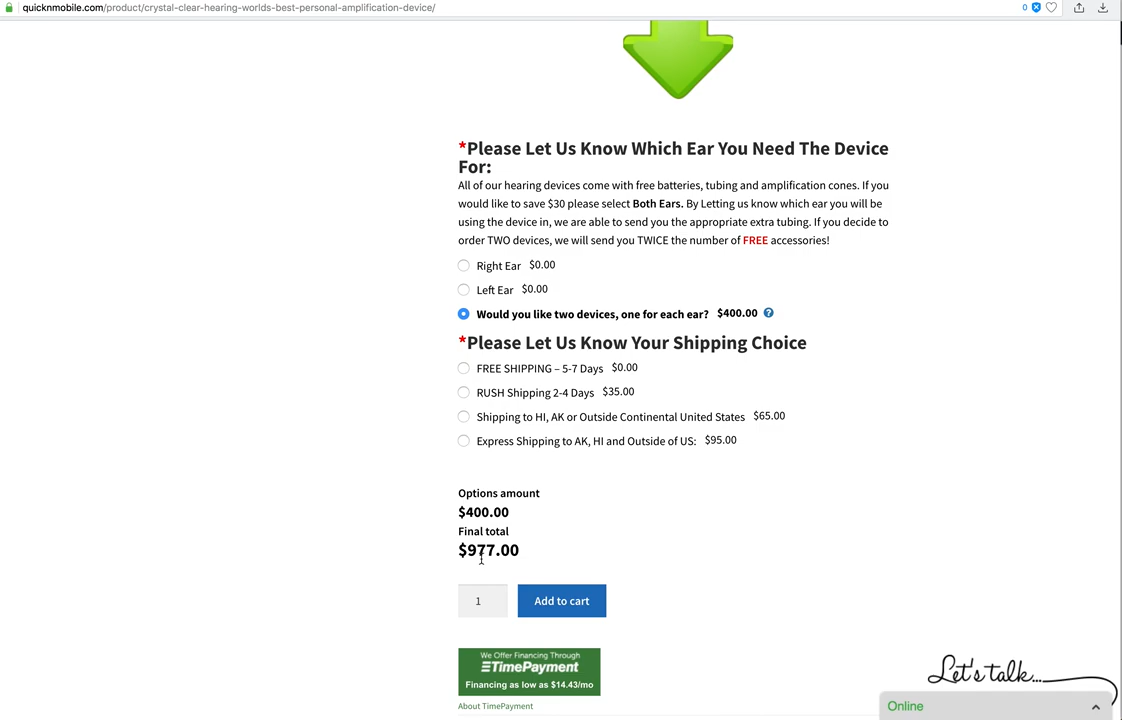 quicknmobile.com/product/crystal-clear-hearing-worlds-best-personal-amplification-device/
0
*Please Let Us Know Which Ear You Need The Device
For:
All of our hearing devices come with free batteries, tubing and amplification cones. If you
would like to save $30 please select Both Ears. By Letting us know which ear you will be
using the device in, we are able to send you the appropriate extra tubing. If you decide to
order TWO devices, we will send you TWICE the number of FREE accessories!
Right Ear $0.00
Left Ear $0.00
Would you like two devices, one for each ear? $400.00 ?
*Please Let Us Know Your Shipping Choice
FREE SHIPPING – 5-7 Days $0.00
RUSH Shipping 2-4 Days $35.00
Shipping to HI, AK or Outside Continental United States $65.00
Express Shipping to AK, HI and Outside of US: $95.00
Options amount
$400.00
Final total
$977.00
1 Add to cart
We Offer Financing Through
TimePayment
Financing as low as $14.43/mo
About TimePayment
Let's talk...
Online